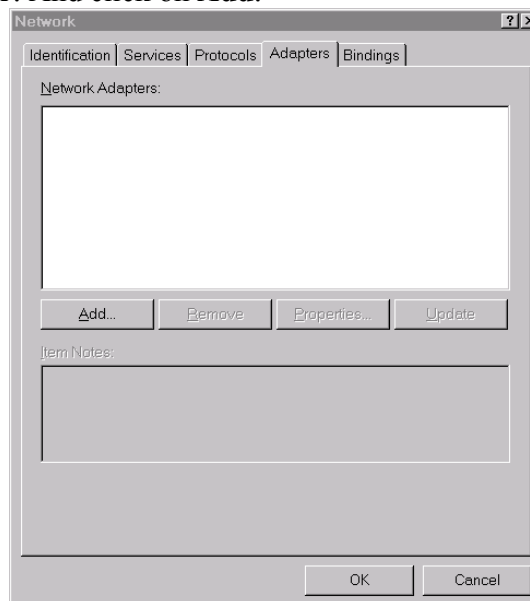 Network
Identification Services Protocols Adapters Bindings
Network Adapters:
Add... Remove Properties... Update
Item Notes:
OK Cancel